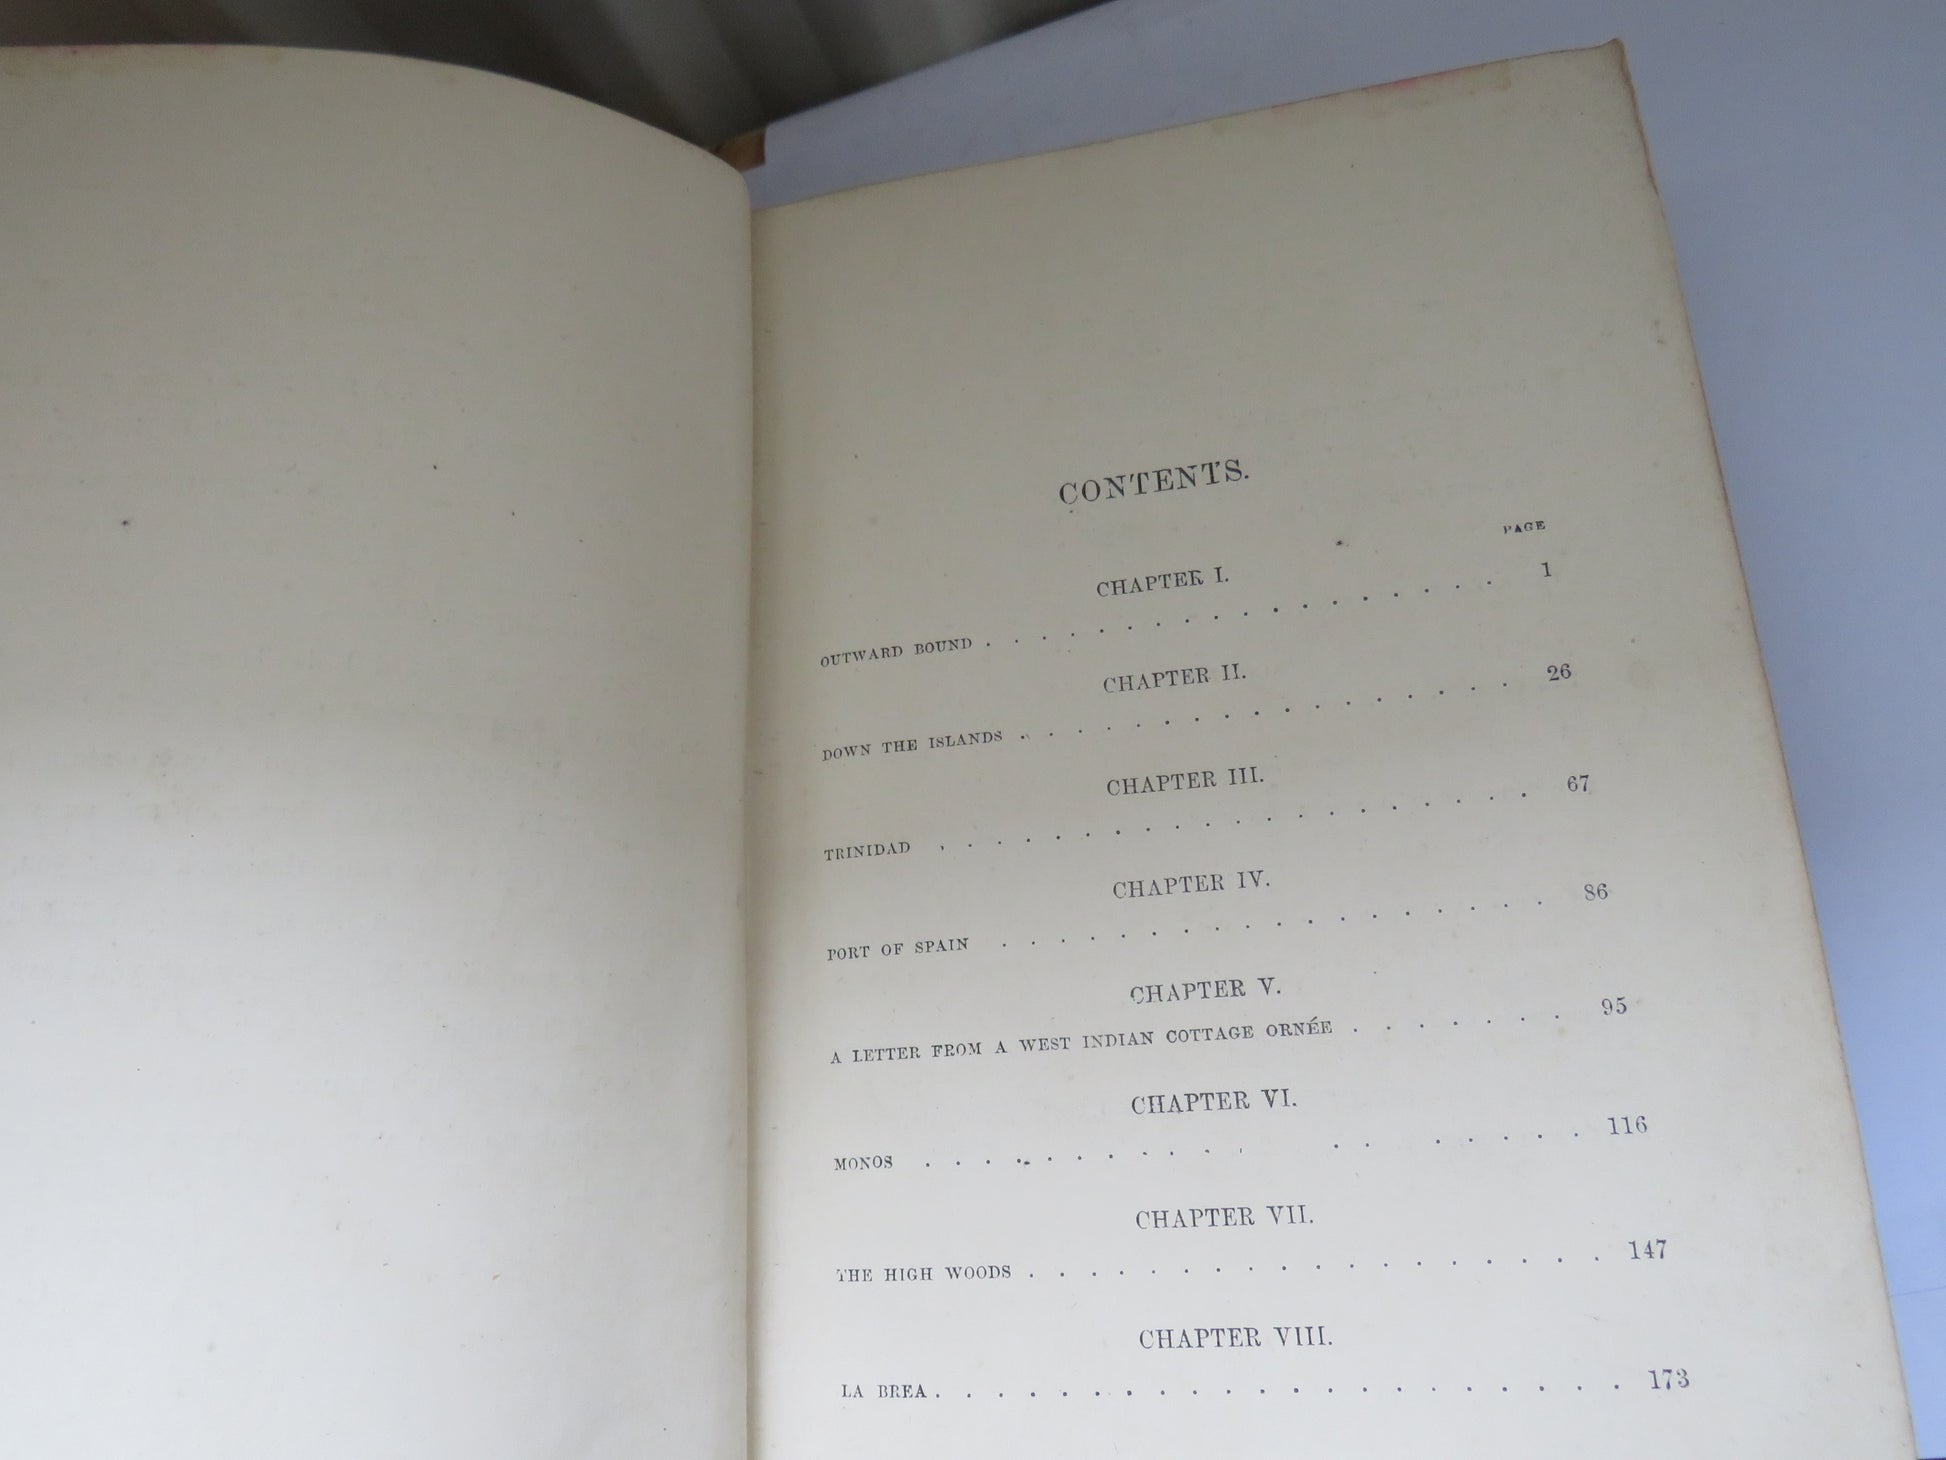 CONTENTS.
PAGE
CHAPTER I.
OUTWARD BOUND . . . . . . . . . . . . . . . . . . 1
CHAPTER II.
DOWN THE ISLANDS . . . . . . . . . . . . . . . . . 26
CHAPTER III.
TRINIDAD . . . . . . . . . . . . . . . . . . . . 67
CHAPTER IV.
PORT OF SPAIN . . . . . . . . . . . . . . . . . . 86
CHAPTER V.
A LETTER FROM A WEST INDIAN COTTAGE ORNÉE . . . . . . . 95
CHAPTER VI.
MONOS . . . . . . . . . . . . . . . . . . 116
CHAPTER VII.
THE HIGH WOODS . . . . . . . . . . . . . . . . . . 147
CHAPTER VIII.
LA BREA . . . . . . . . . . . . . . . . . . . . . 173